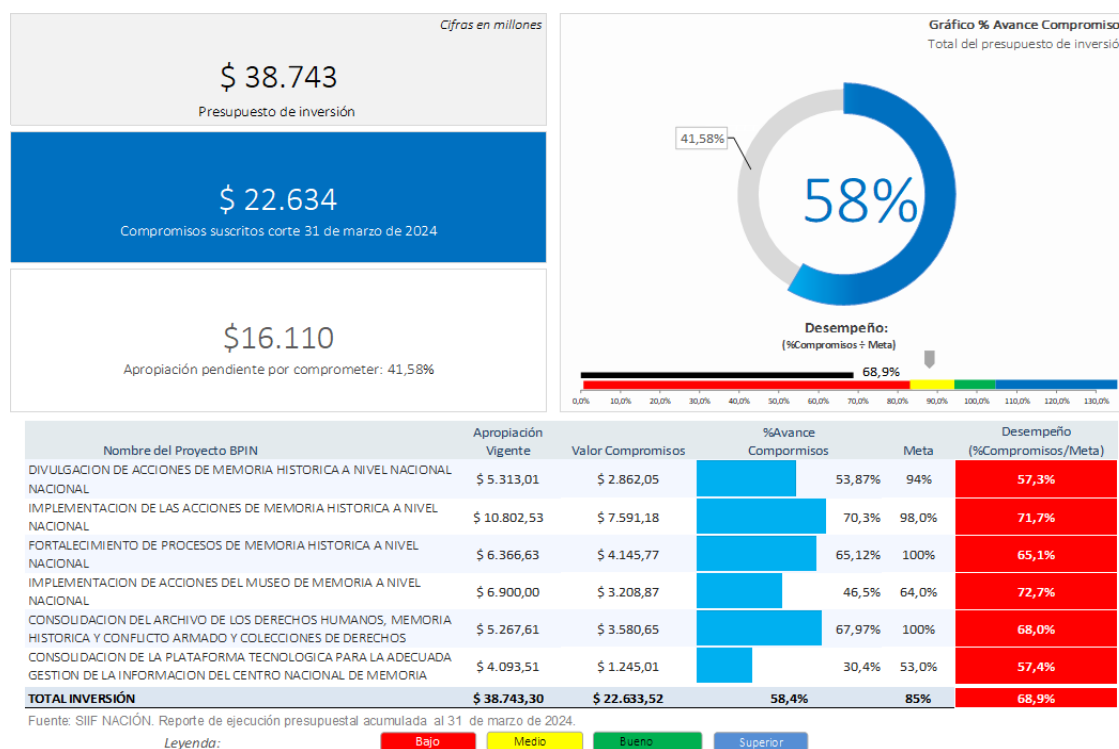 Cifras en millones
$ 38.743
Presupuesto de inversión
$ 22.634
Compromisos suscritos corte 31 de marzo de 2024
$16.110
Apropiación pendiente por comprometer: 41,58%
Gráfico % Avance Compromiso
Total del presupuesto de inversió
41,58%
58%
Desempeño:
(%Compromisos ÷ Meta)
68,9%
0,0% 10,0% 20,0% 30,0% 40,0% 50,0% 60,0% 70,0% 80,0% 90,0% 100,0% 110,0% 120,0% 130,0%
Nombre del Proyecto BPIN Apropiación Vigente Valor Compromisos %Avance Compormisos Meta Desempeño (%Compromisos/Meta)
DIVULGACION DE ACCIONES DE MEMORIA HISTORICA A NIVEL NACIONAL
NACIONAL $ 5.313,01 $ 2.862,05 53,87% 94% 57,3%
IMPLEMENTACION DE LAS ACCIONES DE MEMORIA HISTORICA A NIVEL
NACIONAL $ 10.802,53 $ 7.591,18 70,3% 98,0% 71,7%
FORTALECIMIENTO DE PROCESOS DE MEMORIA HISTORICA A NIVEL
NACIONAL $ 6.366,63 $ 4.145,77 65,12% 100% 65,1%
IMPLEMENTACION DE ACCIONES DEL MUSEO DE MEMORIA A NIVEL
NACIONAL $ 6.900,00 $ 3.208,87 46,5% 64,0% 72,7%
CONSOLIDACION DEL ARCHIVO DE LOS DERECHOS HUMANOS, MEMORIA
HISTORICA Y CONFLICTO ARMADO Y COLECCIONES DE DERECHOS $ 5.267,61 $ 3.580,65 67,97% 100% 68,0%
CONSOLIDACION DE LA PLATAFORMA TECNOLOGICA PARA LA ADECUADA
GESTION DE LA INFORMACION DEL CENTRO NACIONAL DE MEMORIA $ 4.093,51 $ 1.245,01 30,4% 53,0% 57,4%
TOTAL INVERSIÓN $ 38.743,30 $ 22.633,52 58,4% 85% 68,9%
Fuente: SIIF NACIÓN. Reporte de ejecución presupuestal acumulada al 31 de marzo de 2024.
Leyenda: Bajo Medio Bueno Superior